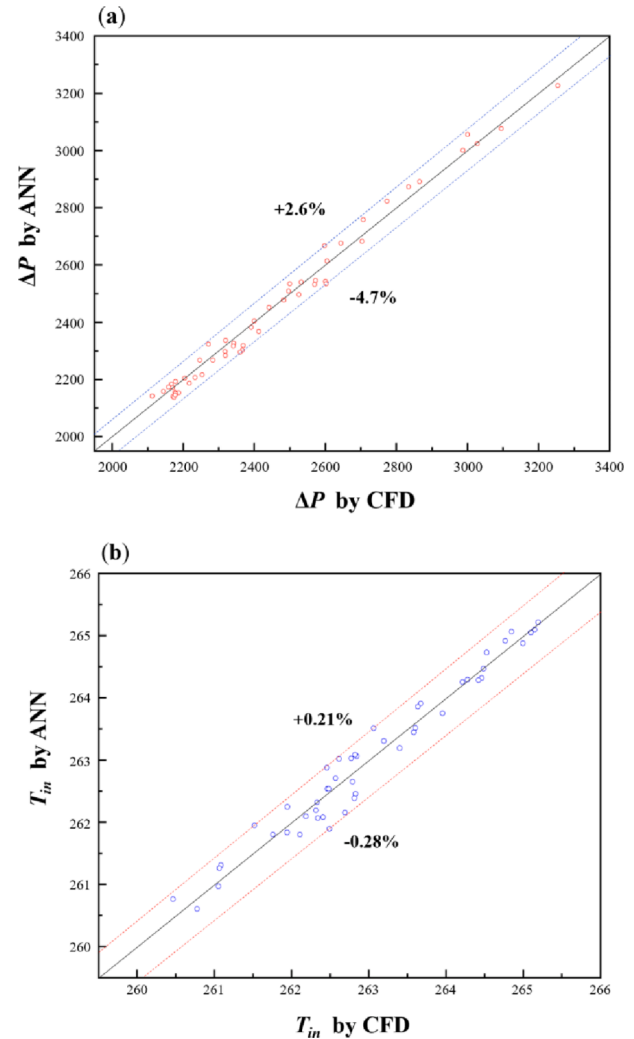 (a)
3400
3200
3000
2800
2600
2400
2200
2000
ΔP by ANN
+2.6%
-4.7%
2000 2200 2400 2600 2800 3000 3200 3400
ΔP by CFD
(b)
266
265
264
263
262
261
260
Tin by ANN
+0.21%
-0.28%
260 261 262 263 264 265 266
Tin by CFD